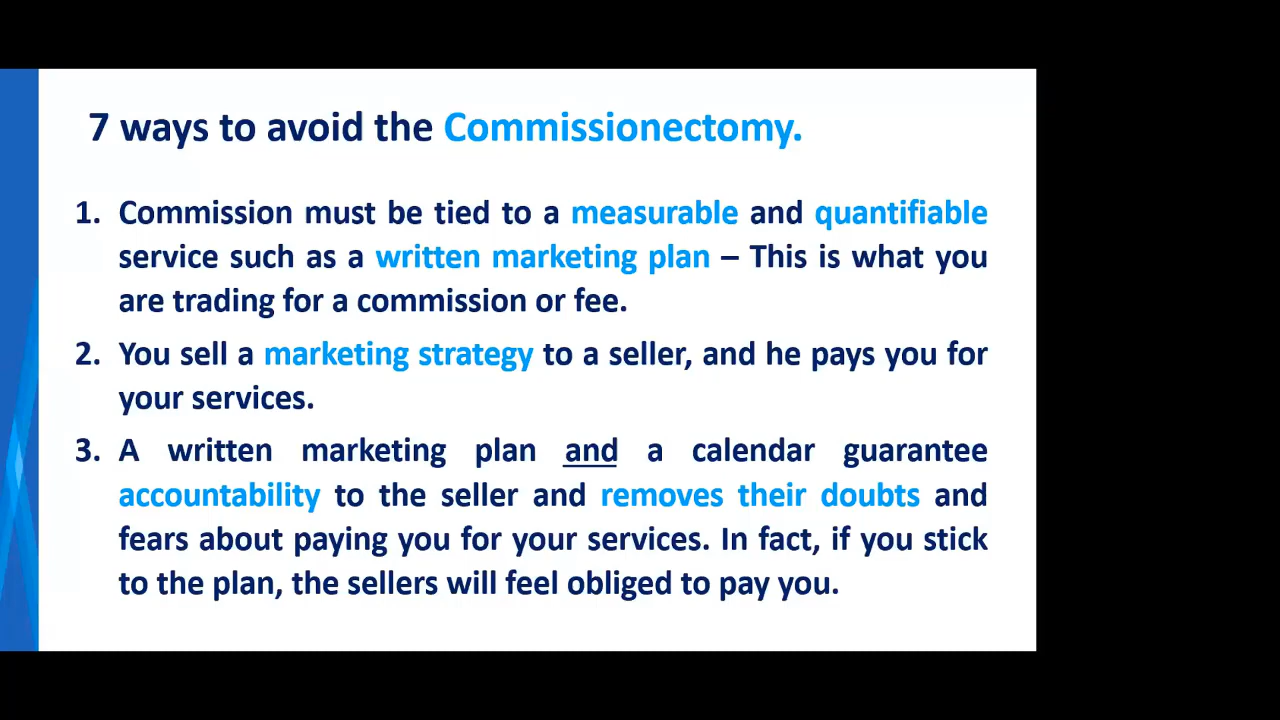 7 ways to avoid the Commissionectomy.
1. Commission must be tied to a measurable and quantifiable
service such as a written marketing plan – This is what you
are trading for a commission or fee.
2. You sell a marketing strategy to a seller, and he pays you for
your services.
3. A written marketing plan and a calendar guarantee
accountability to the seller and removes their doubts and
fears about paying you for your services. In fact, if you stick
to the plan, the sellers will feel obliged to pay you.